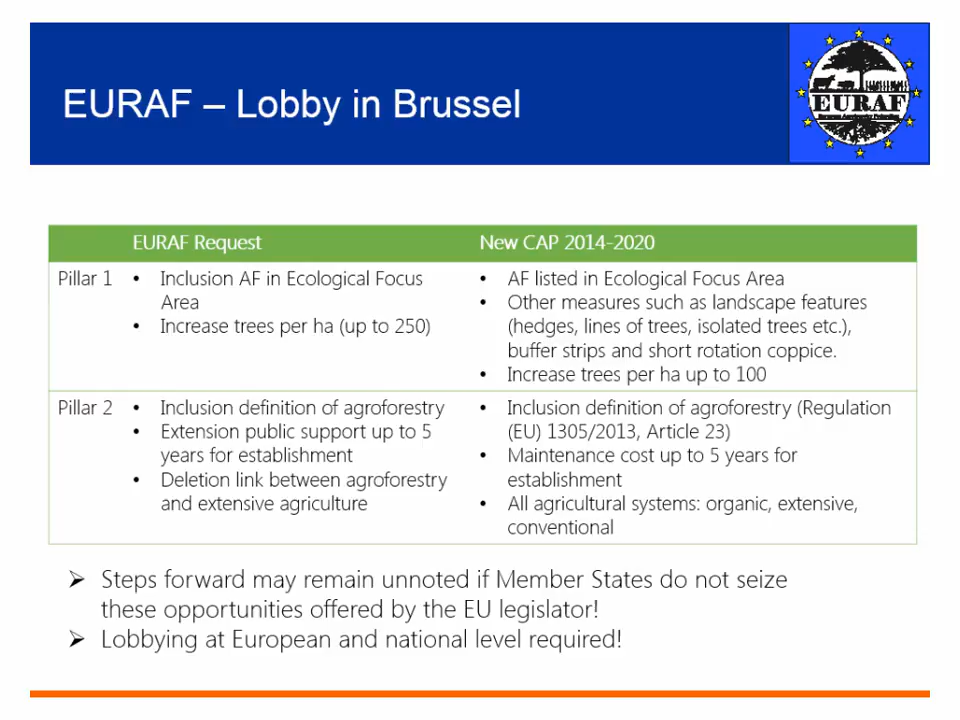 EURAF – Lobby in Brussel
EURAF
EURAF Request
New CAP 2014-2020
Pillar 1
• Inclusion AF in Ecological Focus
Area
• Increase trees per ha (up to 250)
• AF listed in Ecological Focus Area
• Other measures such as landscape features
(hedges, lines of trees, isolated trees etc.),
buffer strips and short rotation coppice.
• Increase trees per ha up to 100
Pillar 2
• Inclusion definition of agroforestry
• Extension public support up to 5
years for establishment
• Deletion link between agroforestry
and extensive agriculture
• Inclusion definition of agroforestry (Regulation
(EU) 1305/2013, Article 23)
• Maintenance cost up to 5 years for
establishment
• All agricultural systems: organic, extensive,
conventional
➢ Steps forward may remain unnoted if Member States do not seize
these opportunities offered by the EU legislator!
➢ Lobbying at European and national level required!